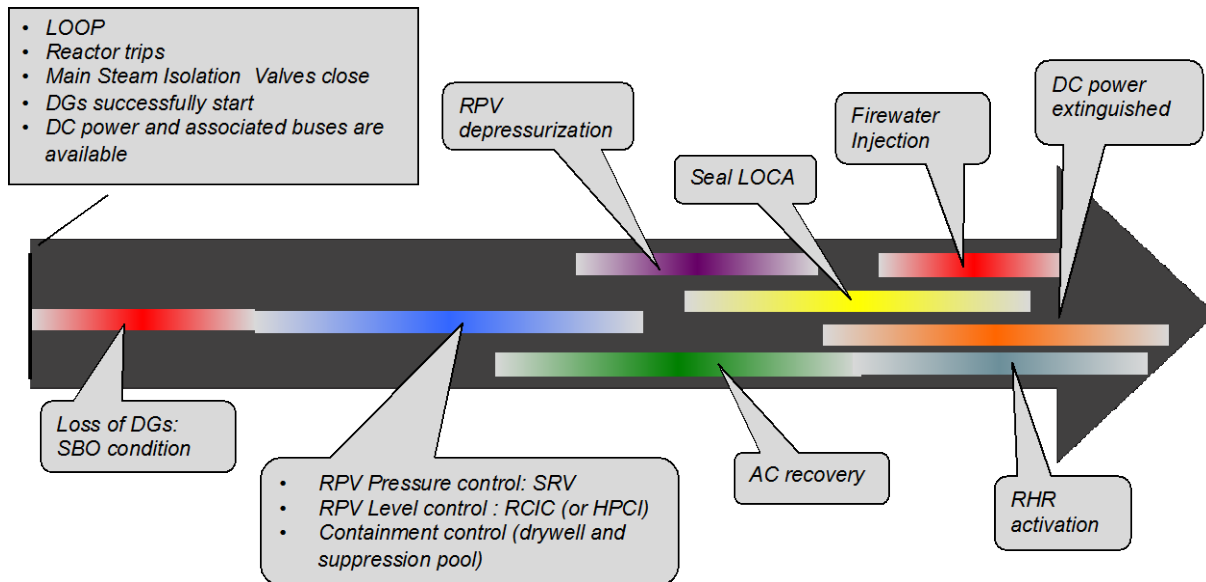 • LOOP
• Reactor trips
• Main Steam Isolation Valves close
• DGs successfully start
• DC power and associated buses are
available
RPV
depressurization
Seal LOCA
Firewater
Injection
DC power
extinguished
Loss of DGs:
SBO condition
• RPV Pressure control: SRV
• RPV Level control : RCIC (or HPCI)
• Containment control (drywell and
suppression pool)
AC recovery
RHR
activation